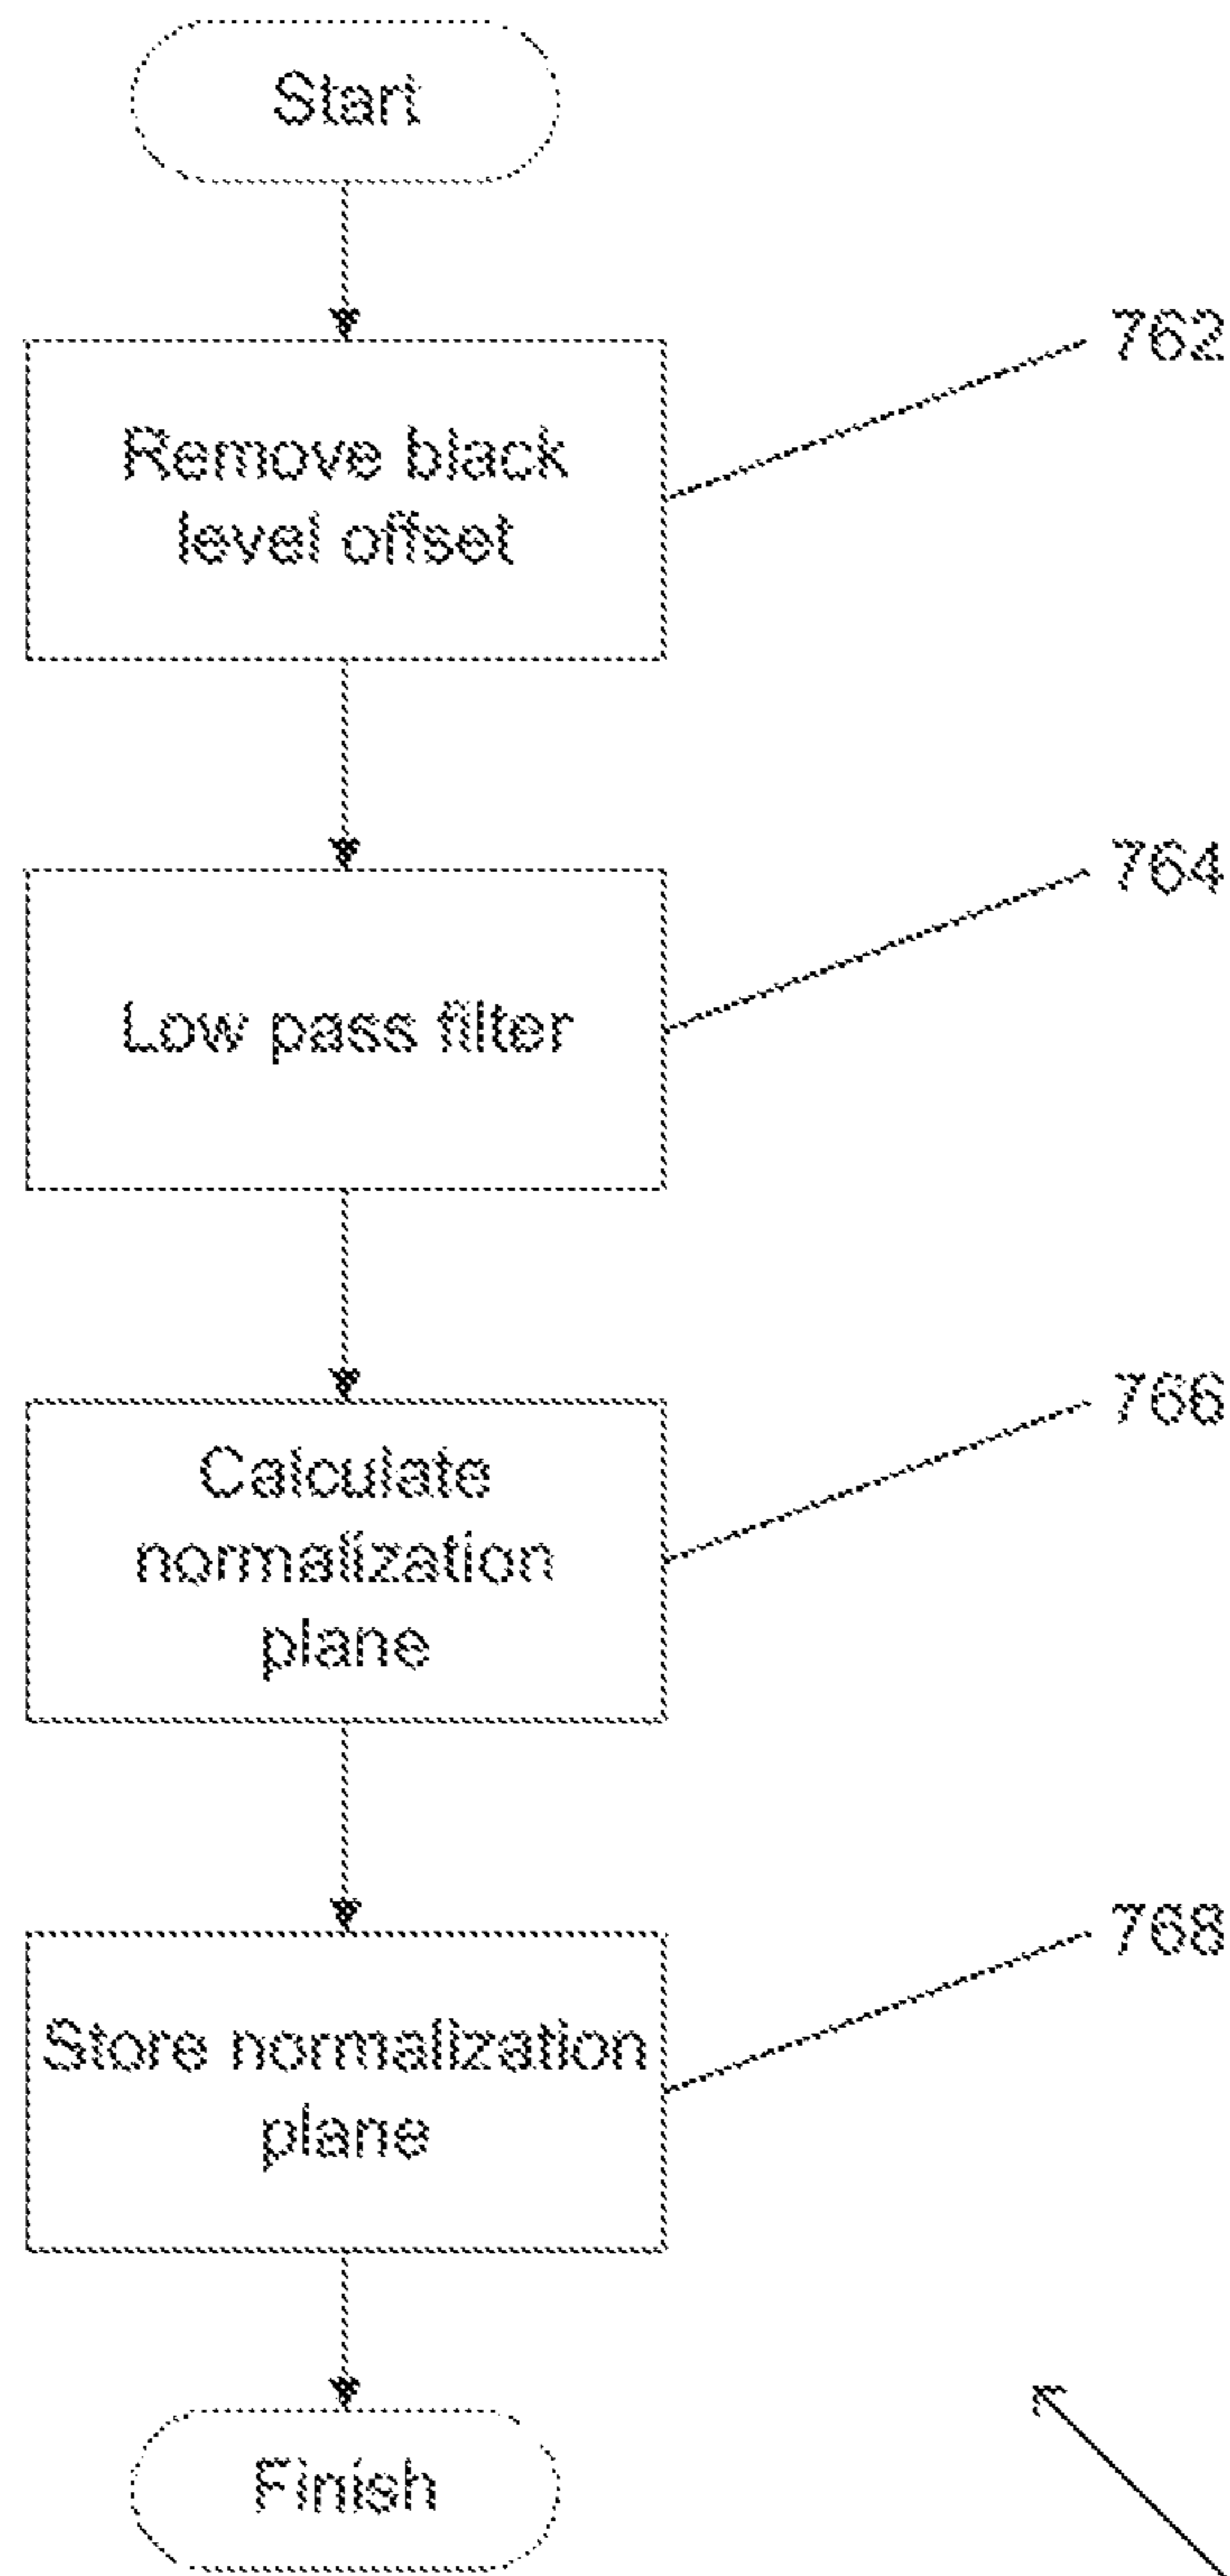 Start
762
Remove black
level offset
764
Low pass filter
766
Calculate
normalization
plane
768
Store normalization
plane
Finish